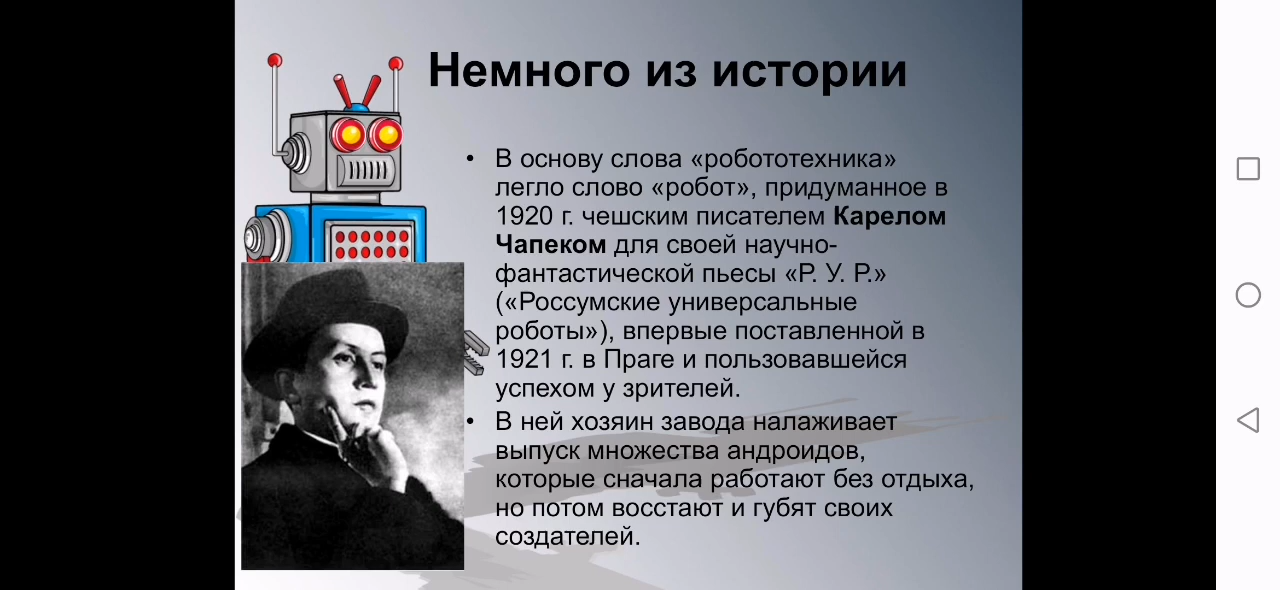 Немного из истории
• В основу слова «робототехника»
легло слово «робот», придуманное в
1920 г. чешским писателем Карелом
Чапеком для своей научно-
фантастической пьесы «Р. У. Р.»
(«Россумские универсальные
роботы»), впервые поставленной в
1921 г. в Праге и пользовавшейся
успехом у зрителей.
• В ней хозяин завода налаживает
выпуск множества андроидов,
которые сначала работают без отдыха,
но потом восстают и губят своих
создателей.